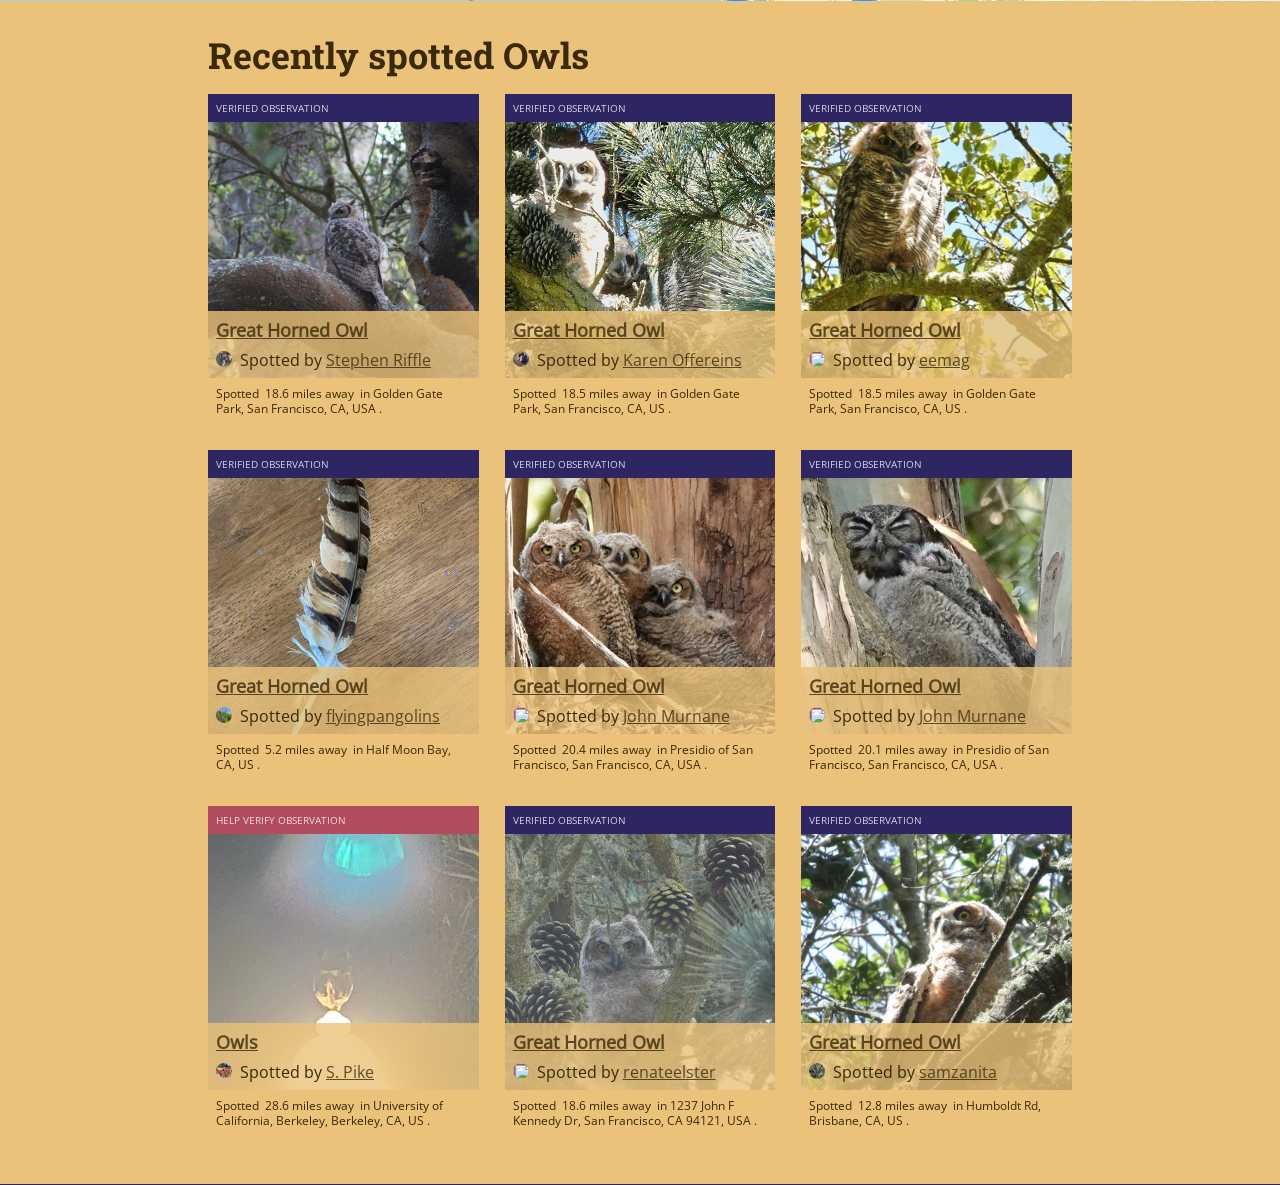 Recently spotted Owls
VERIFIED OBSERVATION
Great Horned Owl
Spotted by Stephen Riffle
Spotted 18.6 miles away in Golden Gate
Park, San Francisco, CA, USA .
VERIFIED OBSERVATION
Great Horned Owl
Spotted by Karen Offereins
Spotted 18.5 miles away in Golden Gate
Park, San Francisco, CA, US .
VERIFIED OBSERVATION
Great Horned Owl
Spotted by eemag
Spotted 18.5 miles away in Golden Gate
Park, San Francisco, CA, US .
VERIFIED OBSERVATION
Great Horned Owl
Spotted by flyingpangolins
Spotted 5.2 miles away in Half Moon Bay,
CA, US .
VERIFIED OBSERVATION
Great Horned Owl
Spotted by John Murnane
Spotted 20.4 miles away in Presidio of San
Francisco, San Francisco, CA, USA .
VERIFIED OBSERVATION
Great Horned Owl
Spotted by John Murnane
Spotted 20.1 miles away in Presidio of San
Francisco, San Francisco, CA, USA .
HELP VERIFY OBSERVATION
Owls
Spotted by S. Pike
Spotted 28.6 miles away in University of
California, Berkeley, Berkeley, CA, US .
VERIFIED OBSERVATION
Great Horned Owl
Spotted by renateelster
Spotted 18.6 miles away in 1237 John F
Kennedy Dr, San Francisco, CA 94121, USA .
VERIFIED OBSERVATION
Great Horned Owl
Spotted by samzanita
Spotted 12.8 miles away in Humboldt Rd,
Brisbane, CA, US .